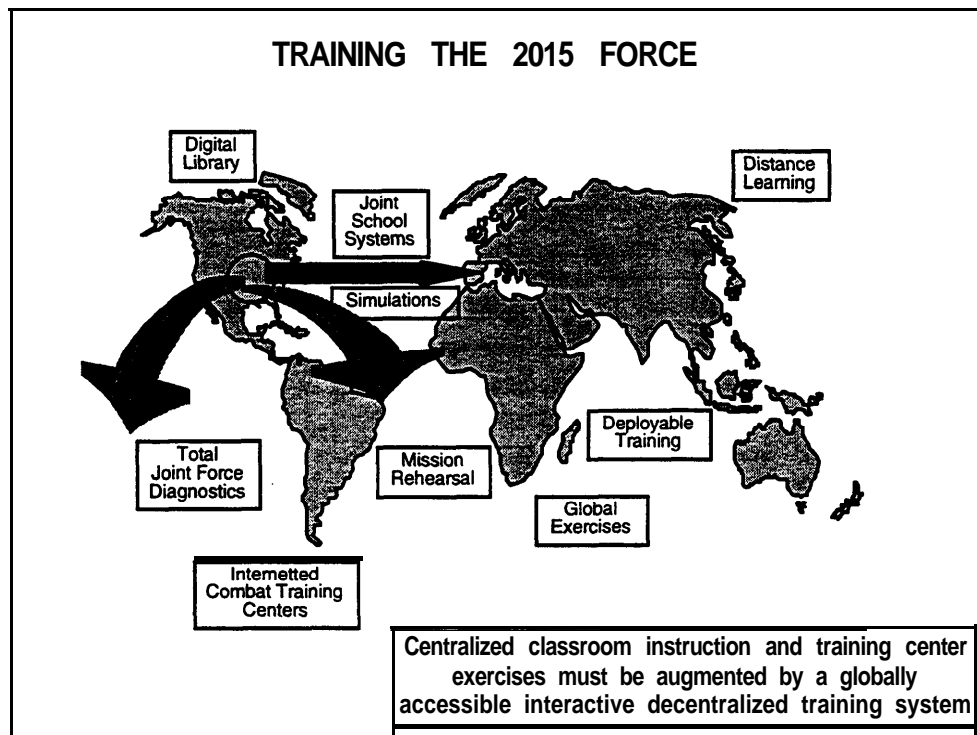 TRAINING THE 2015 FORCE
Digital
Library
Distance
Learning
Joint
School
Systems
Simulations
Deployable
Training
Total
Joint Force
Diagnostics
Mission
Rehearsal
Global
Exercises
Internetted
Combat Training
Centers
Centralized classroom instruction and training center
exercises must be augmented by a globally
accessible interactive decentralized training system